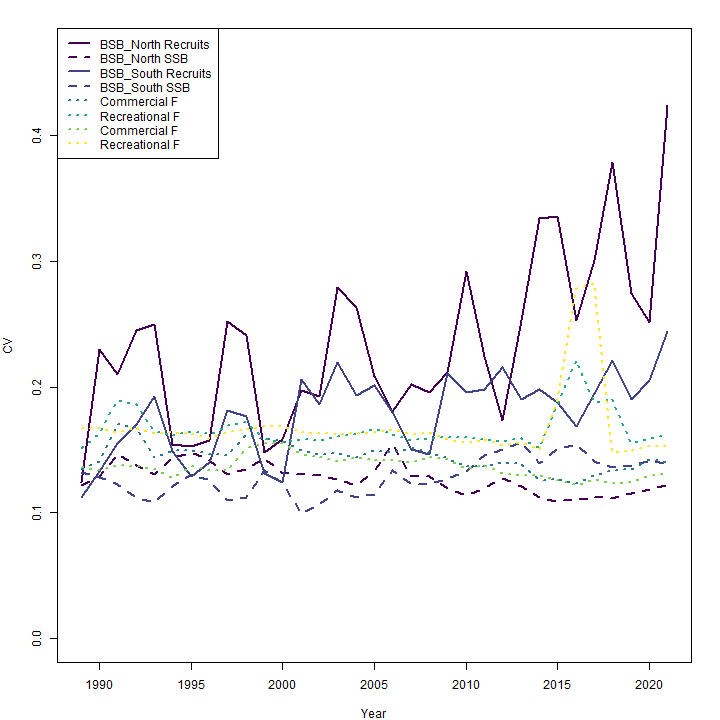 BSB_North Recruits
BSB_North SSB
BSB_South Recruits
BSB_South SSB
Commercial F
Recreational F
Commercial F
Recreational F
0.4
0.3
0.2
0.1
0.0
CV
1990 1995 2000 2005 2010 2015 2020
Year